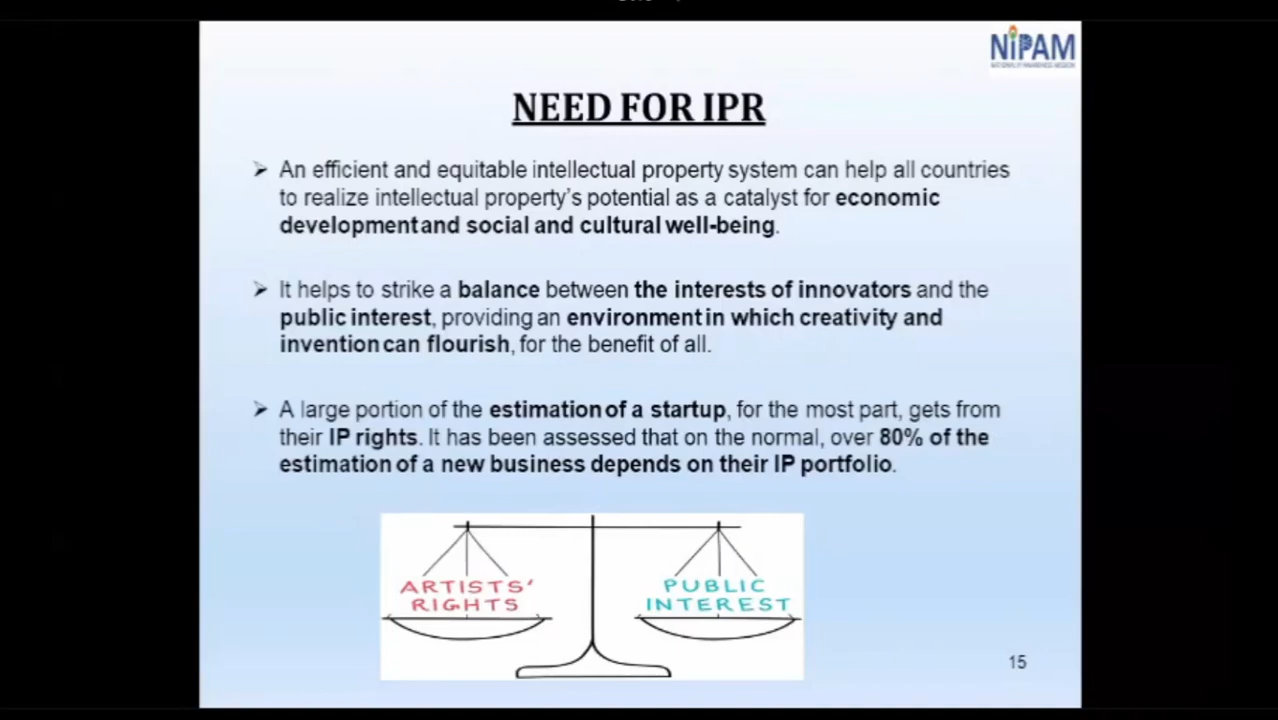 NiPAM
NEED FOR IPR
➢ An efficient and equitable intellectual property system can help all countries
to realize intellectual property's potential as a catalyst for economic
development and social and cultural well-being.
➢ It helps to strike a balance between the interests of innovators and the
public interest, providing an environment in which creativity and
invention can flourish, for the benefit of all.
➢ A large portion of the estimation of a startup, for the most part, gets from
their IP rights. It has been assessed that on the normal, over 80% of the
estimation of a new business depends on their IP portfolio.
ARTISTS' RIGHTS
PUBLIC INTEREST
15